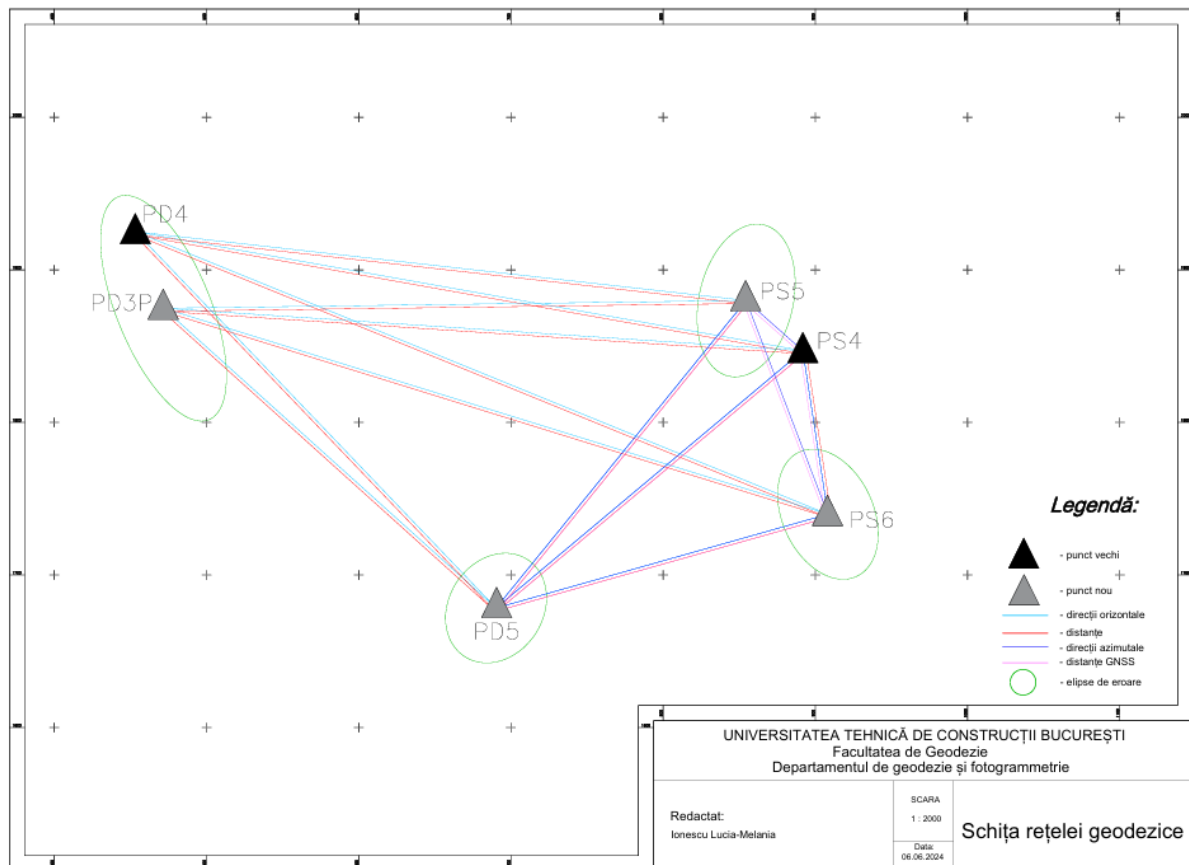 PD4
PD3P
PS5
PS4
PS6
PD5
Legendă:
- punct vechi
- punct nou
- direcții orizontale
- distanțe
- direcții azimutale
- distanțe GNSS
- elipse de eroare
UNIVERSITATEA TEHNICĂ DE CONSTRUCȚII BUCUREȘTI
Facultatea de Geodezie
Departamentul de geodezie și fotogrammetrie
Redactat:
Ionescu Lucia-Melania
SCARA
1 : 2000
Data:
06.06.2024
Schița rețelei geodezice